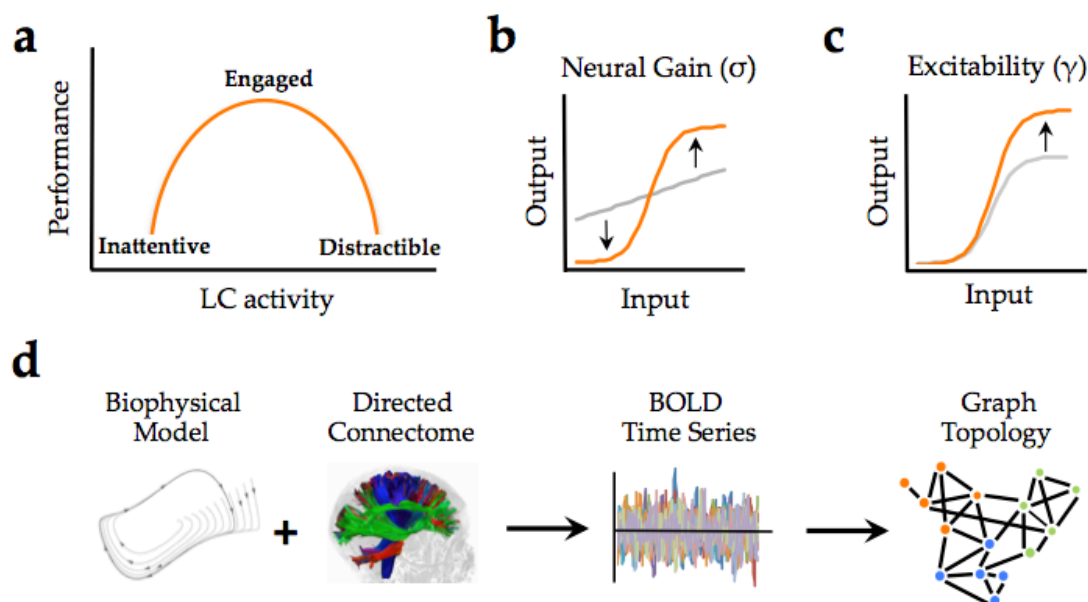 a
Performance
Engaged
Inattentive
Distractible
LC activity
b
Neural Gain (σ)
Output
Input
c
Excitability (γ)
Output
Input
d
Biophysical
Model
+
Directed
Connectome
BOLD
Time Series
Graph
Topology